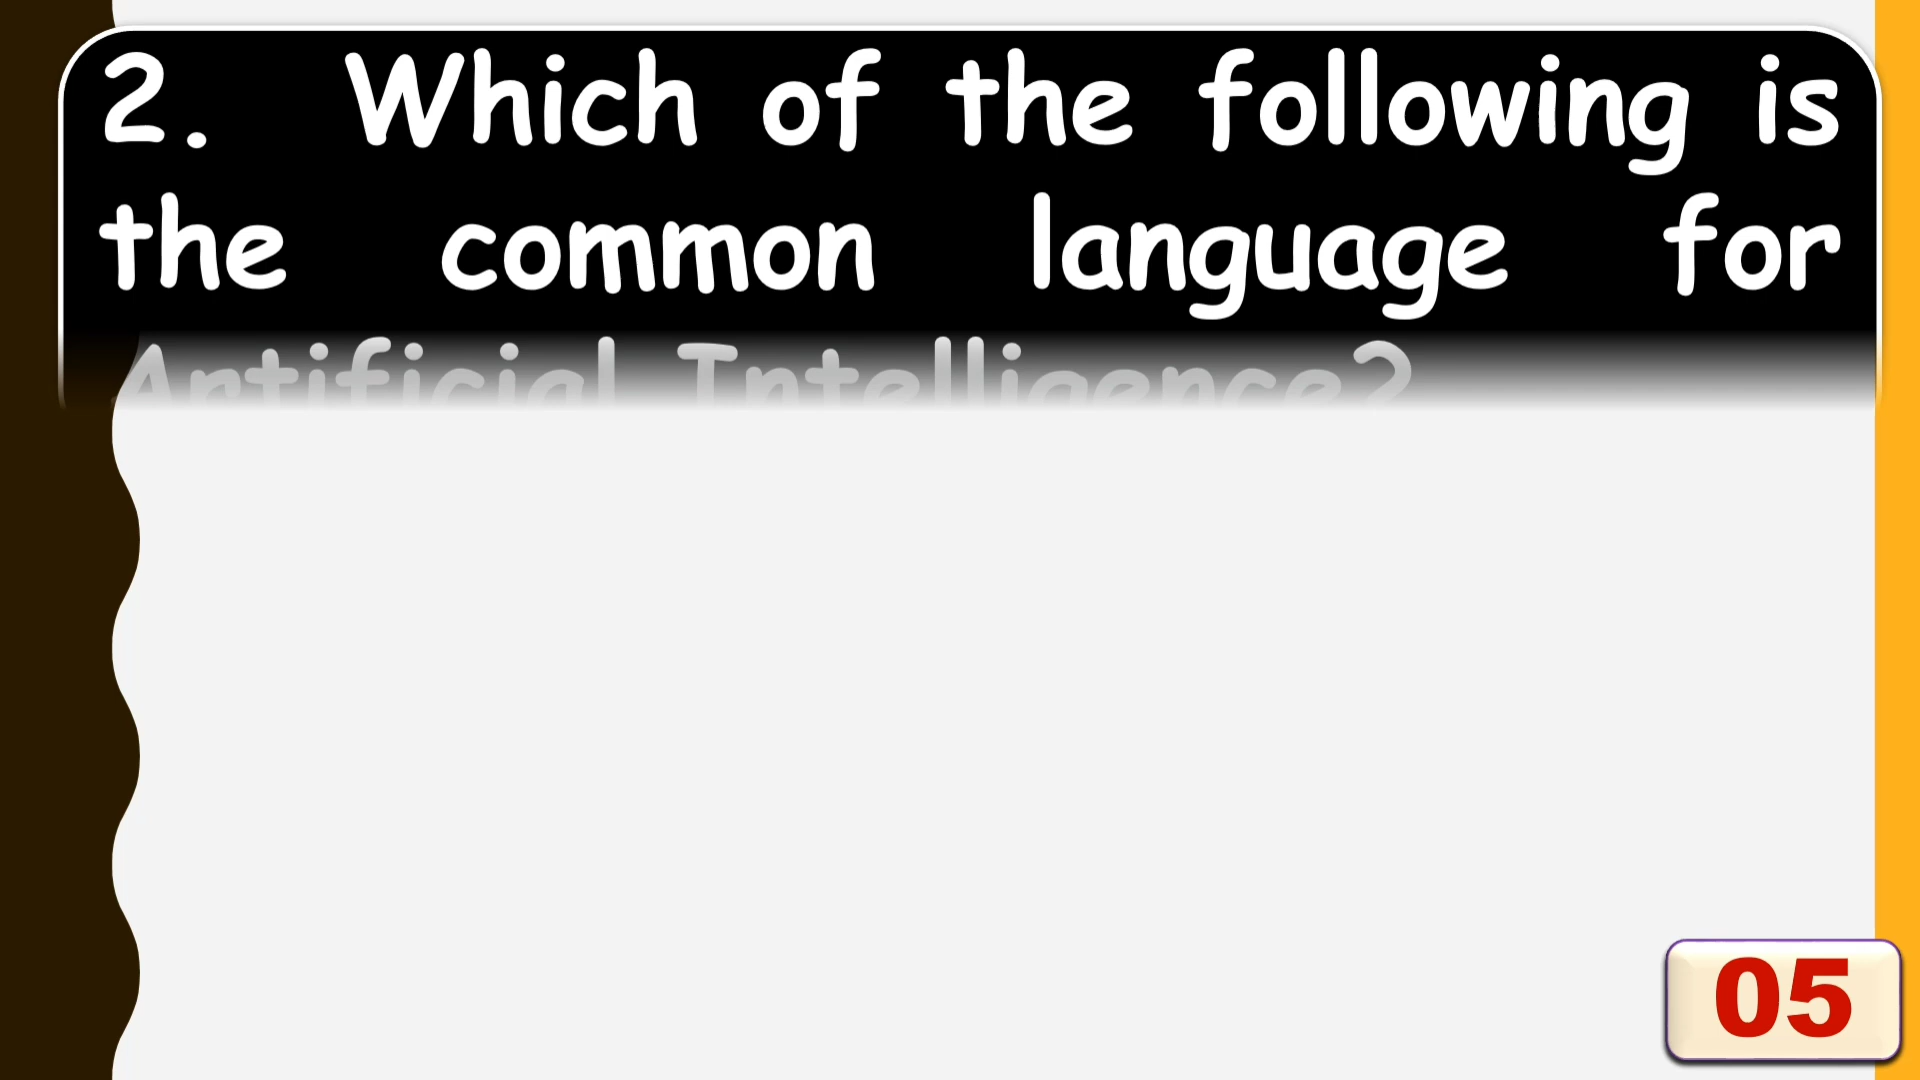 2. Which of the following is
the common language for
Artificial Intelligence?
05